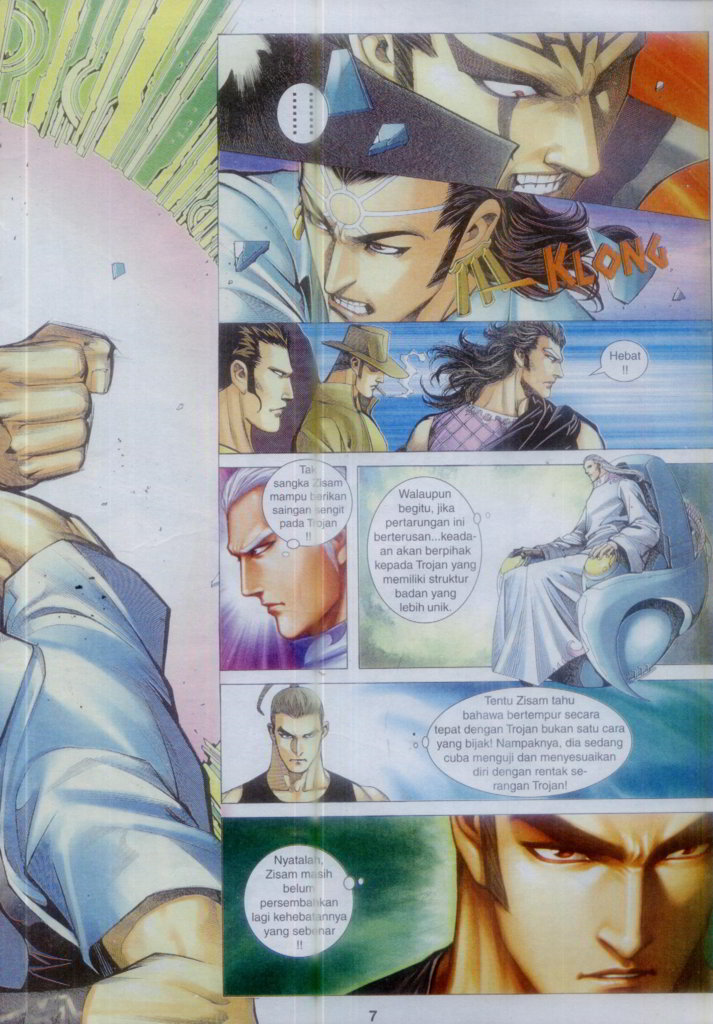 KLONG
Hebat
!!
Tak
sangka Zisam
mampu berikan
saingan sengit
pada Trojan
!!
Walaupun
begitu, jika
pertarungan ini
berterusan...keada-
an akan berpihak
kepada Trojan yang
memiliki struktur
badan yang
lebih unik.
Tentu Zisam tahu
bahawa bertempur secara
tepat dengan Trojan bukan satu cara
yang bijak! Nampaknya, dia sedang
cuba menguji dan menyesuaikan
diri dengan rentak se-
rangan Trojan!
Nyatalah,
Zisam masih
belum
persembahkan
lagi kehebatannya
yang sebenar
!!
7